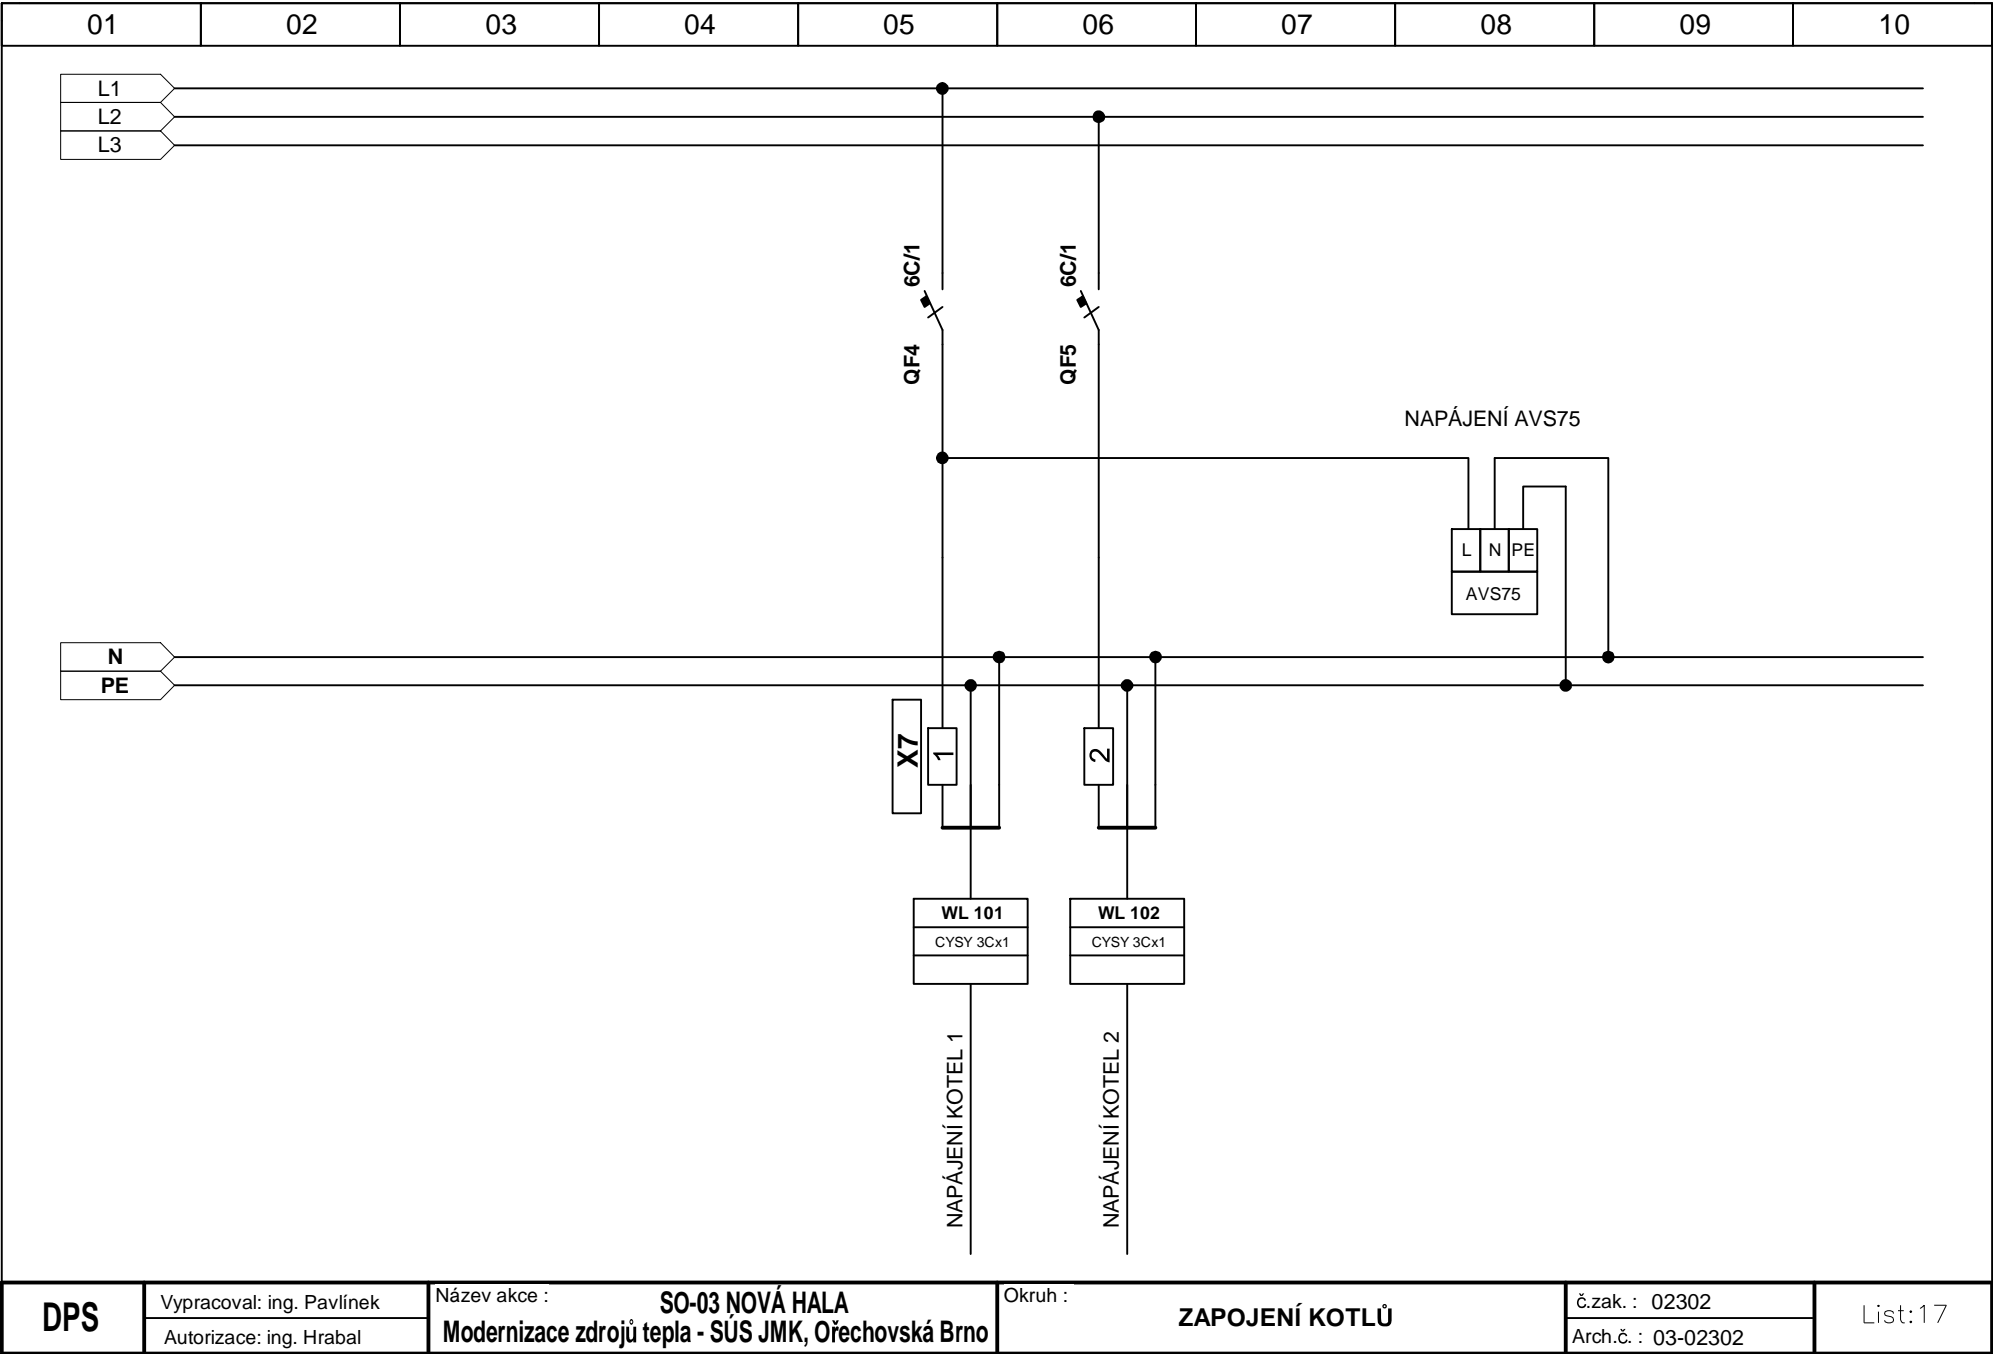 01 02 03 04 05 06 07 08 09 10
L1
L2
L3
6C/1
6C/1
QF4
QF5
NAPÁJENÍ AVS75
L N PE
AVS75
N
PE
X7
1
2
WL 101
CYSY 3Cx1
WL 102
CYSY 3Cx1
NAPÁJENÍ KOTEL 1
NAPÁJENÍ KOTEL 2
DPS
Vypracoval: ing. Pavlínek
Autorizace: ing. Hrabal
Název akce :
SO-03 NOVÁ HALA
Modernizace zdrojů tepla - SÚS JMK, Ořechovská Brno
Okruh :
ZAPOJENÍ KOTLŮ
č.zak. : 02302
Arch.č. : 03-02302
List:17